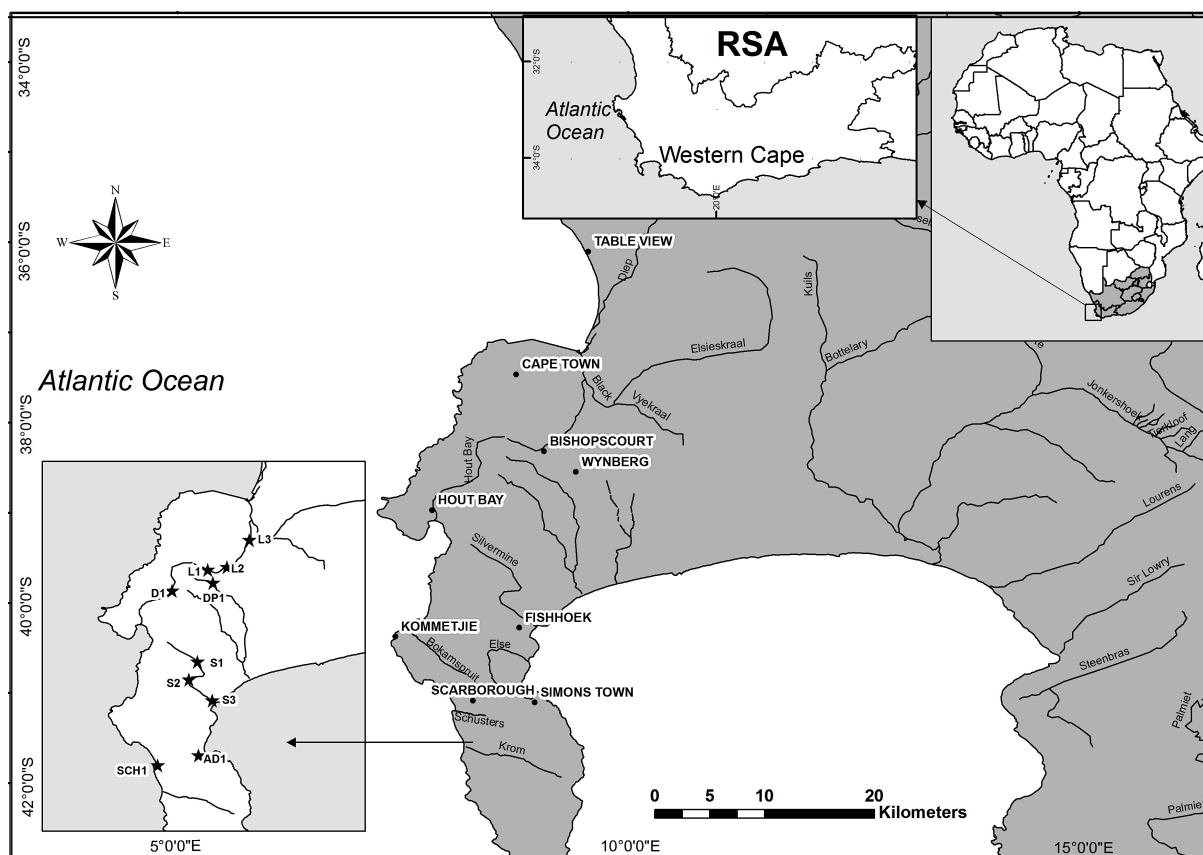 34°0'0"S
36°0'0"S
38°0'0"S
40°0'0"S
42°0'0"S
5°0'0"E
10°0'0"E
15°0'0"E
RSA
Atlantic
Ocean
Western Cape
32°0'S
34°0'S
20°0'E
N
W
E
S
Atlantic Ocean
TABLE VIEW
Diep
Kuils
Elsieskraal
Bottelary
CAPE TOWN
Black
Vyekraal
Jonkershoek
Lang
BISHOPSCOURT
WYNBERG
Hout Bay
HOUT BAY
Lourens
Silvermine
Sir Lowry
FISHHOEK
KOMMETJIE
Else
Bokamspruit
Steenbras
SCARBOROUGH
SIMONS TOWN
Schusters
Krom
Palmiet
L3
L2
L1
D1
DP1
S1
S2
S3
AD1
SCH1
0 5 10 20
Kilometers